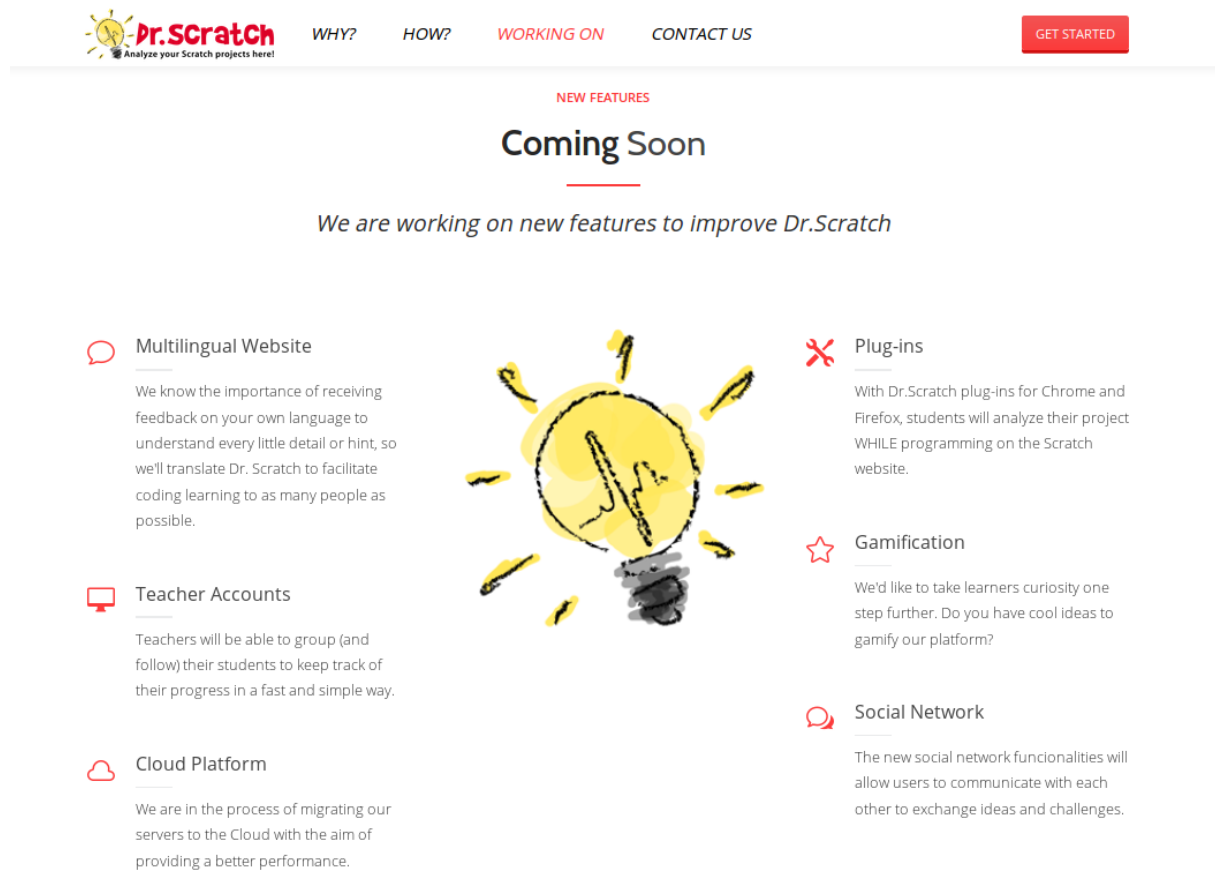 Dr.Scratch
Analyze your Scratch projects here!
WHY?
HOW?
WORKING ON
CONTACT US
GET STARTED
NEW FEATURES
Coming Soon
We are working on new features to improve Dr.Scratch
Multilingual Website
We know the importance of receiving
feedback on your own language to
understand every little detail or hint, so
we'll translate Dr. Scratch to facilitate
coding learning to as many people as
possible.
Teacher Accounts
Teachers will be able to group (and
follow) their students to keep track of
their progress in a fast and simple way.
Cloud Platform
We are in the process of migrating our
servers to the Cloud with the aim of
providing a better performance.
Plug-ins
With Dr.Scratch plug-ins for Chrome and
Firefox, students will analyze their project
WHILE programming on the Scratch
website.
Gamification
We'd like to take learners curiosity one
step further. Do you have cool ideas to
gamify our platform?
Social Network
The new social network funcionalities will
allow users to communicate with each
other to exchange ideas and challenges.